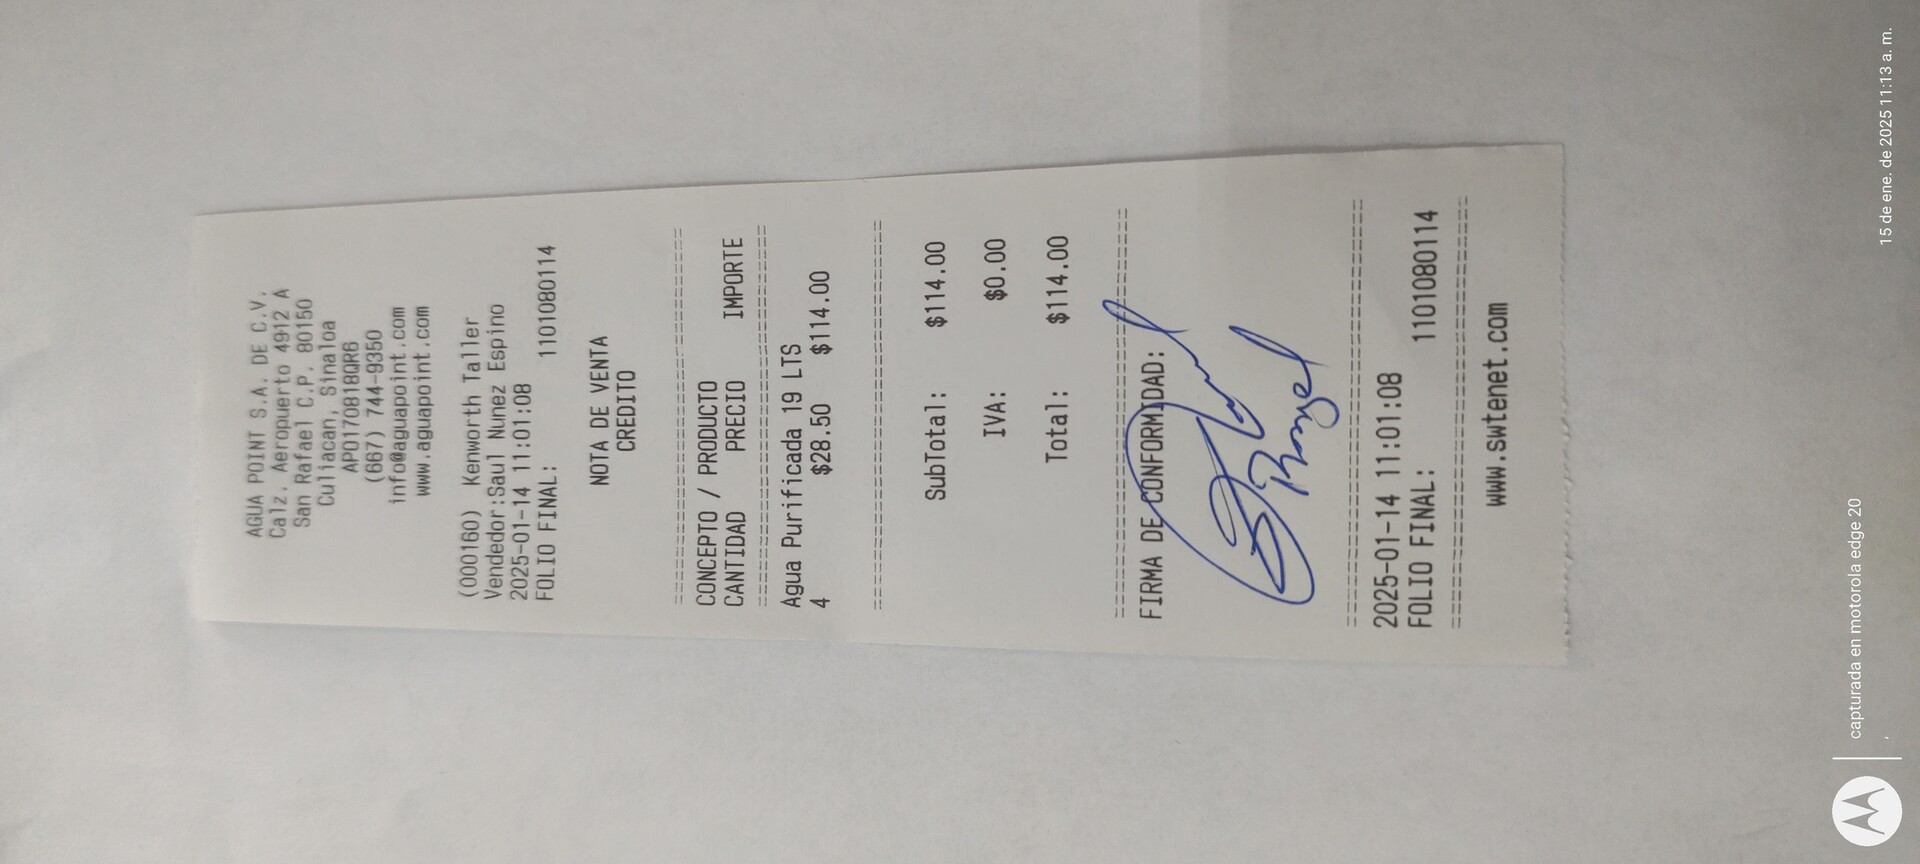 AGUA POINT S.A. DE C.V.
Calz. Aeropuerto 4912 A
San Rafael C.P. 80150
Culiacan, Sinaloa
APO170818QR6
(667) 744-9350
info@aguapoint.com
www.aguapoint.com
(000160) Kenworth Taller
Vendedor:Saul Nunez Espino
2025-01-14 11:01:08
FOLIO FINAL: 1101080114
NOTA DE VENTA
CREDITO
==============================
CONCEPTO / PRODUCTO
CANTIDAD PRECIO IMPORTE
==============================
Agua Purificada 19 LTS
4 $28.50 $114.00
==============================
SubTotal: $114.00
IVA: $0.00
Total: $114.00
==============================
FIRMA DE CONFORMIDAD:
==============================
2025-01-14 11:01:08
FOLIO FINAL: 1101080114
==============================
www.swtenet.com
capturada en motorola edge 20
15 de ene. de 2025 11:13 a. m.